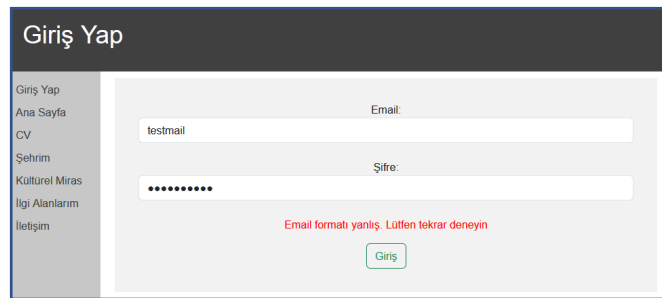 Giriş Yap
Giriş Yap
Ana Sayfa
CV
Şehrim
Kültürel Miras
İlgi Alanlarım
İletişim
Email:
testmail
Şifre:
••••••••••
Email formatı yanlış. Lütfen tekrar deneyin
Giriş